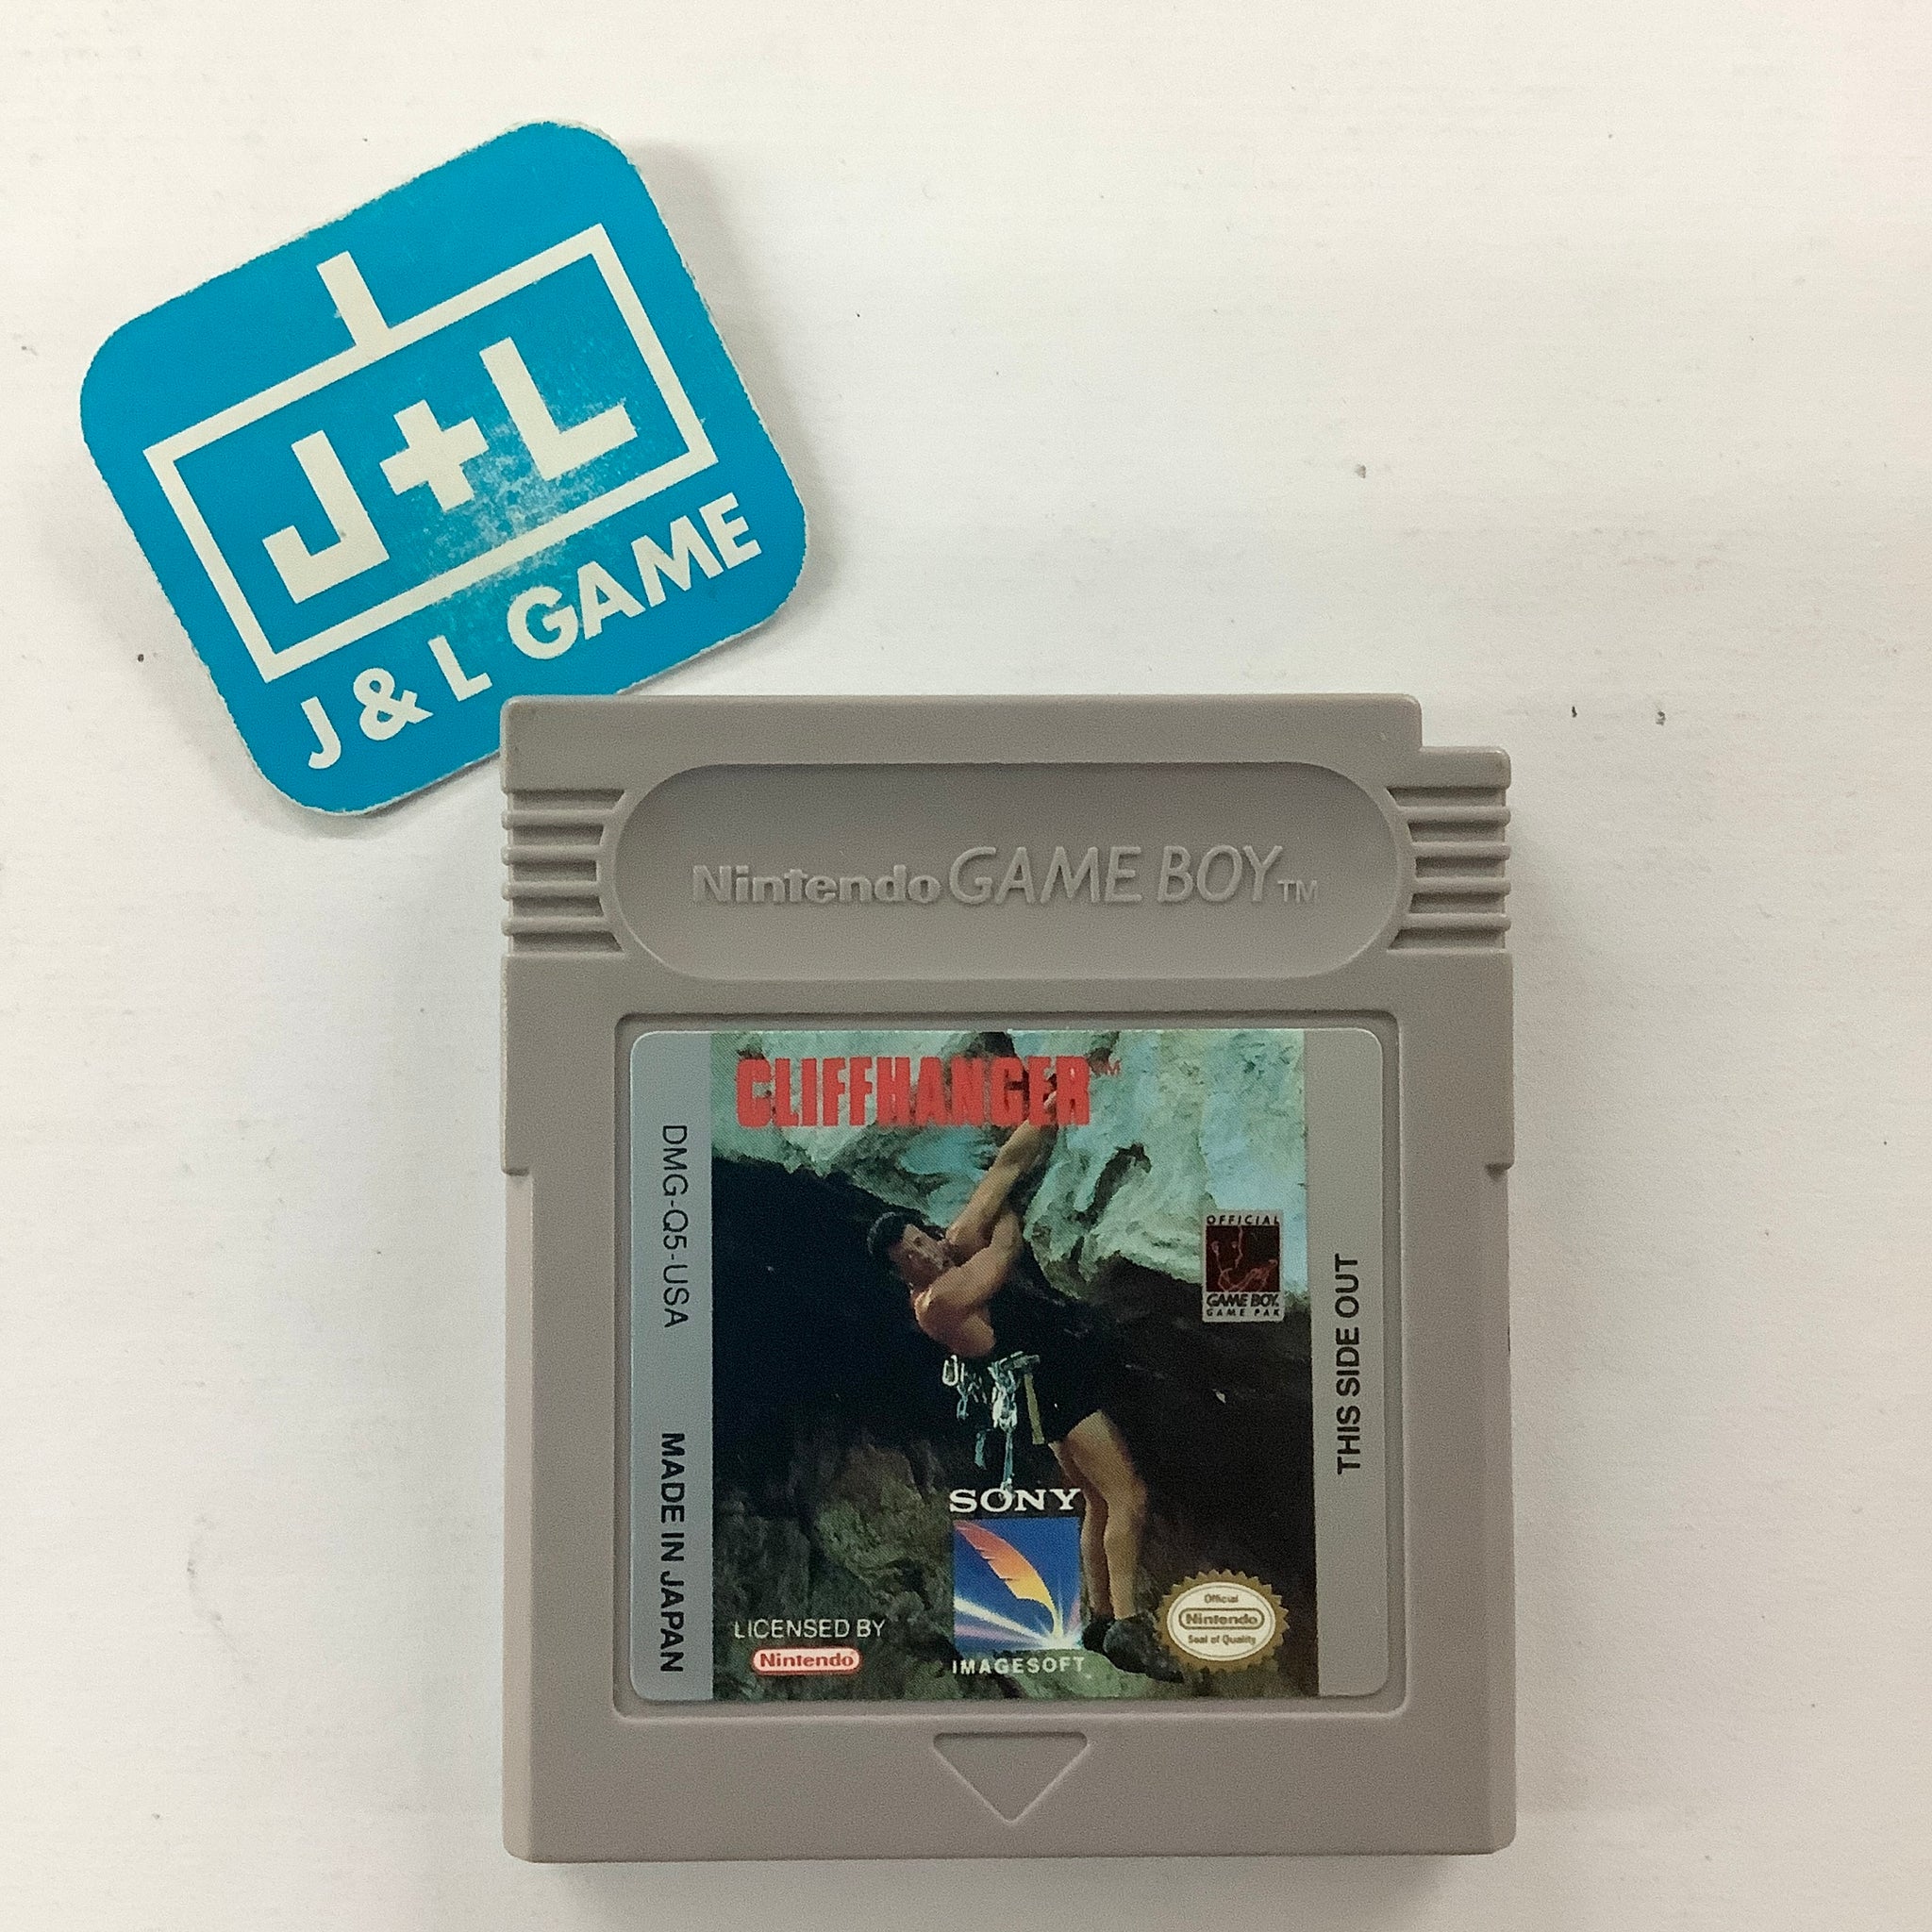 J+L
J & L GAME
Nintendo GAME BOY TM
CLIFFHANGER TM
DMG-Q5-USA
MADE IN JAPAN
OFFICIAL
GAME BOY
GAME PAK
THIS SIDE OUT
SONY
IMAGESOFT
LICENSED BY
Nintendo
Official
Nintendo
Seal of Quality